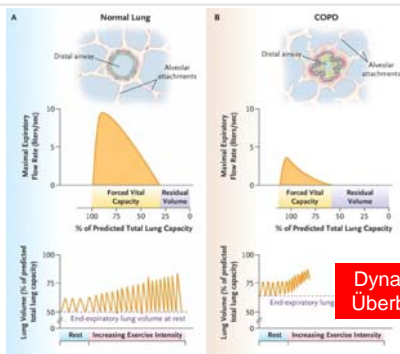 A
Normal Lung
Distal airway
Alveolar
attachments
Maximal Expiratory
Flow Rate (liters/sec)
10
5
0
Forced Vital
Capacity
Residual
Volume
100
75
50
25
0
% of Predicted Total Lung Capacity
Lung Volume (% of predicted
total lung capacity)
100
75
50
0
End-expiratory lung volume at rest
Rest
Increasing Exercise Intensity
B
COPD
Distal airway
Alveolar
attachments
Maximal Expiratory
Flow Rate (liters/sec)
10
5
0
Forced Vital
Capacity
Residual
Volume
100
75
50
25
0
% of Predicted Total Lung Capacity
Lung Volume (% of predicted
total lung capacity)
100
75
50
0
End-expiratory lung
Rest
Increasing Exercise Intensity
Dyna
Überb